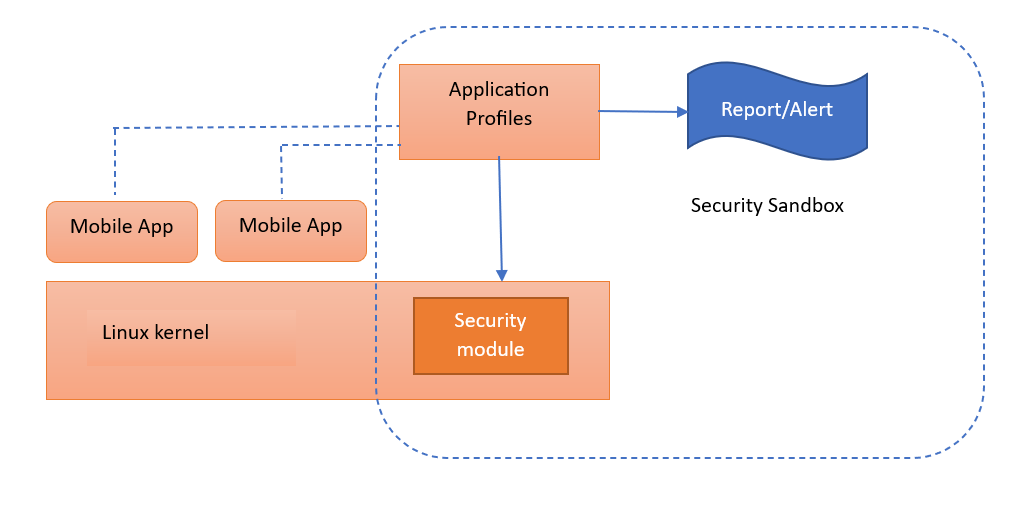 Application
Profiles
Report/Alert
Security Sandbox
Mobile App
Mobile App
Linux kernel
Security
module